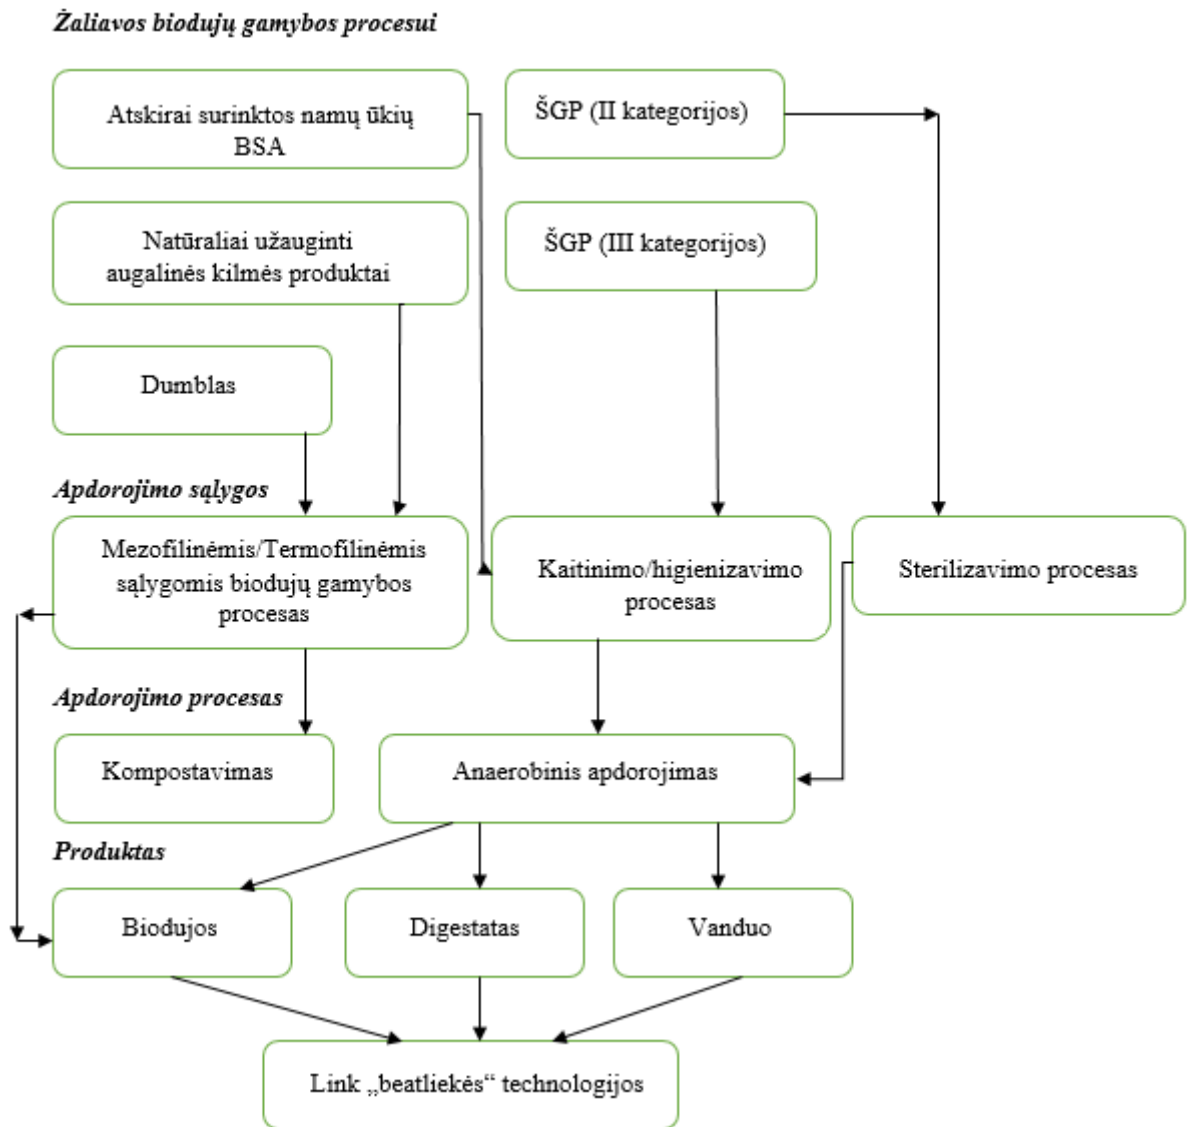 Žaliavos biodujų gamybos procesui
Atskirai surinktos namų ūkių
BSA
ŠGP (II kategorijos)
Natūraliai užauginti
augalinės kilmės produktai
ŠGP (III kategorijos)
Dumblas
Apdorojimo sąlygos
Mezofilinėmis/Termofilinėmis
sąlygomis biodujų gamybos
procesas
Kaitinimo/higienizavimo
procesas
Sterilizavimo procesas
Apdorojimo procesas
Kompostavimas
Anaerobinis apdorojimas
Produktas
Biodujos
Digestatas
Vanduo
Link „beatliekės“ technologijos